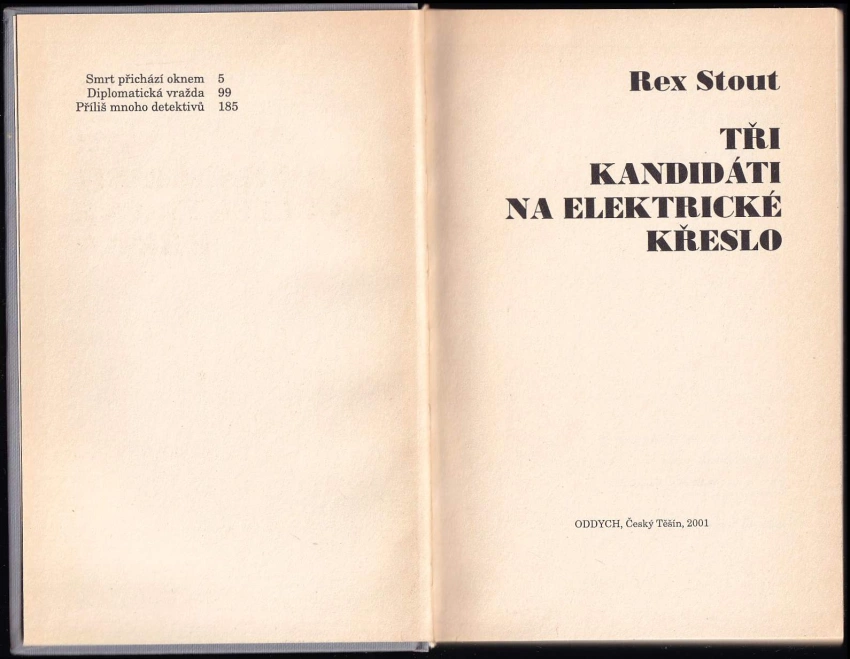 Smrt přichází oknem 5
Diplomatická vražda 99
Příliš mnoho detektivů 185
Rex Stout
TŘI
KANDIDÁTI
NA ELEKTRICKÉ
KŘESLO
ODDYCH, Český Těšín, 2001